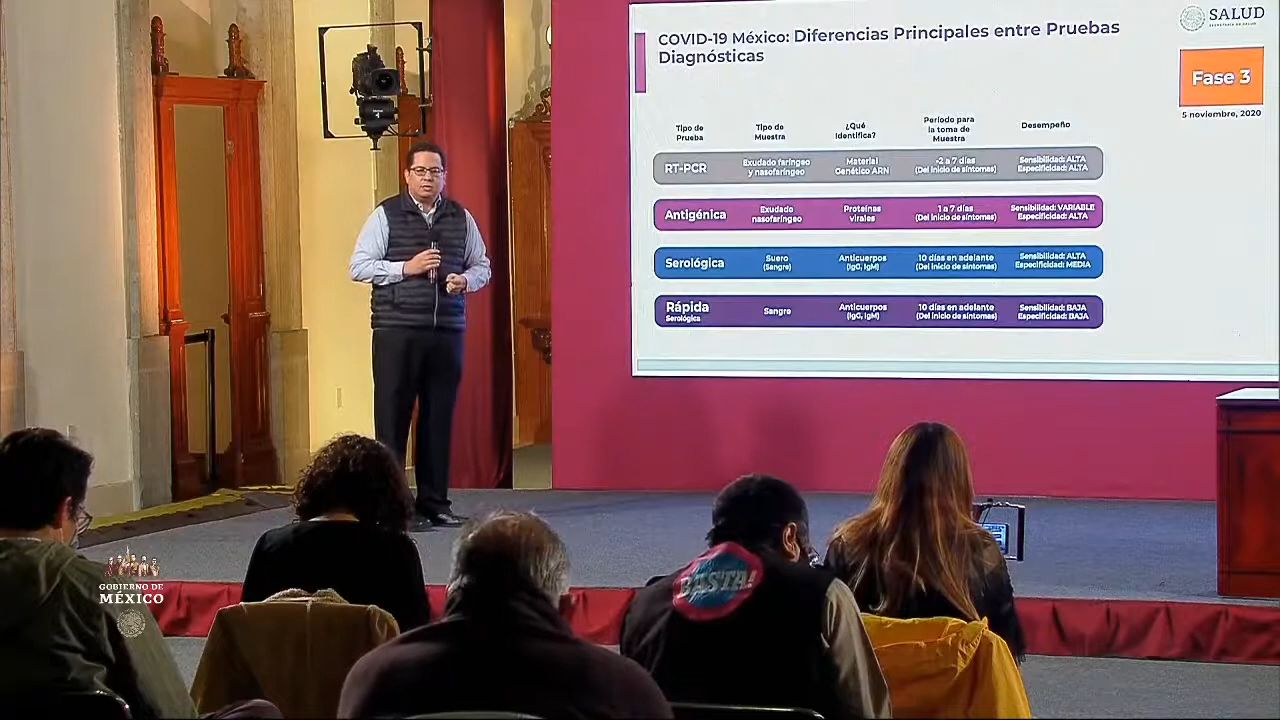 COVID-19 México: Diferencias Principales entre Pruebas
Diagnósticas
SALUD
SECRETARÍA DE SALUD
Fase 3
5 noviembre, 2020
Tipo de
Prueba
Tipo de
Muestra
¿Qué
identifica?
Período para
la toma de
Muestra
Desempeño
RT-PCR
Exudado faríngeo
y nasofaríngeo
Material
Genético ARN
-2 a 7 días
(Del inicio de síntomas)
Sensibilidad: ALTA
Especificidad: ALTA
Antigénica
Exudado
nasofaríngeo
Proteínas
virales
1 a 7 días
(Del inicio de síntomas)
Sensibilidad: VARIABLE
Especificidad: ALTA
Serológica
Suero
(Sangre)
Anticuerpos
(IgG, IgM)
10 días en adelante
(Del inicio de síntomas)
Sensibilidad: ALTA
Especificidad: MEDIA
Rápida
Serológica
Sangre
Anticuerpos
(IgG, IgM)
10 días en adelante
(Del inicio de síntomas)
Sensibilidad: BAJA
Especificidad: BAJA
BASTA!
GOBIERNO DE
MÉXICO